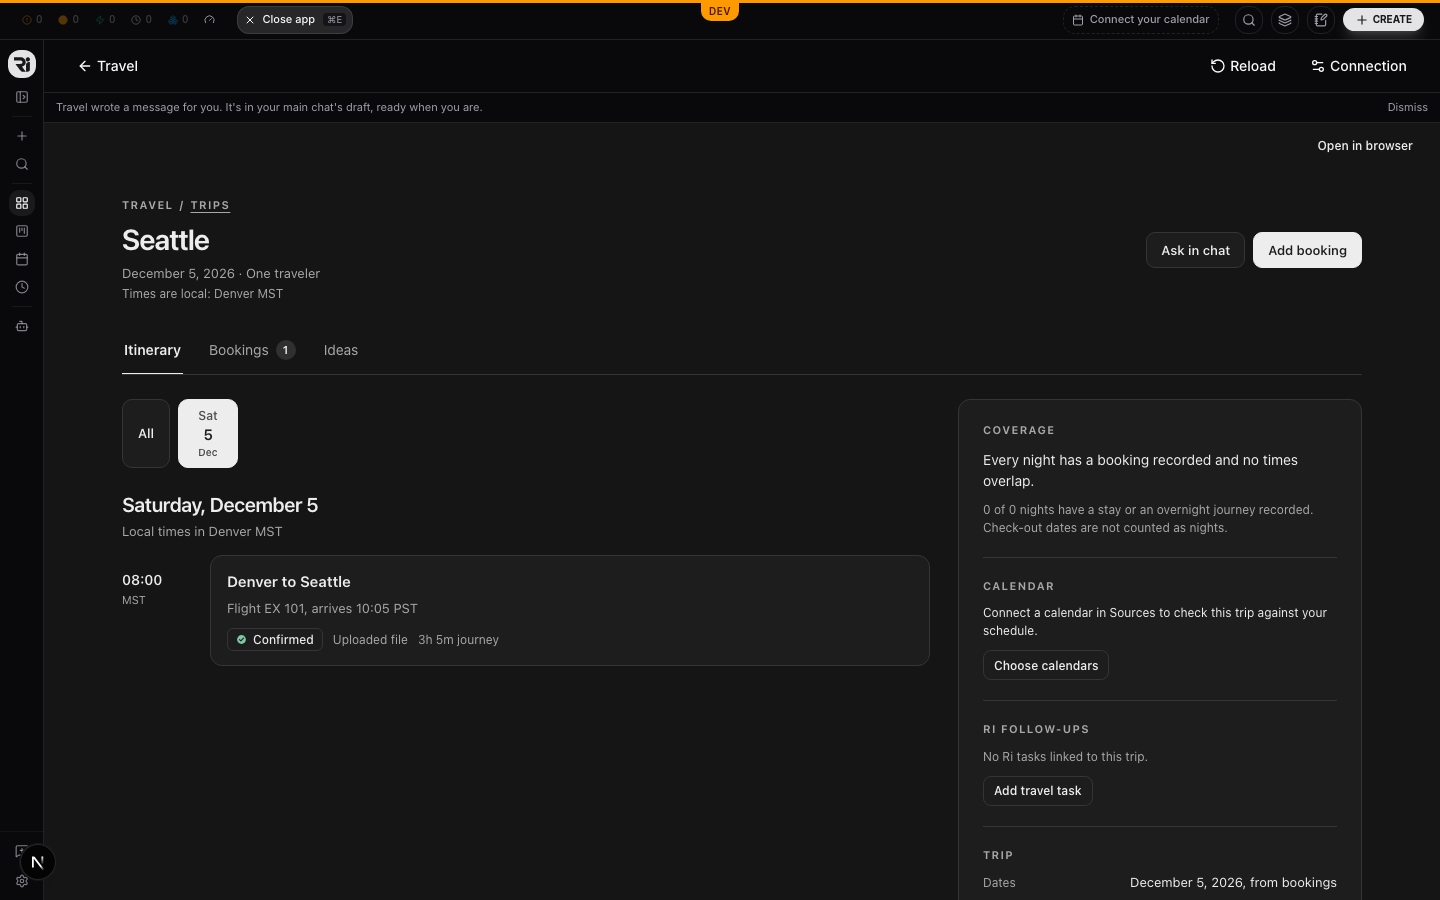 0 0 0 0 0
Close app ⌘E
DEV
Connect your calendar
CREATE
Ri
Travel
Reload
Connection
Travel wrote a message for you. It's in your main chat's draft, ready when you are.
Dismiss
Open in browser
TRAVEL / TRIPS
Seattle
December 5, 2026 · One traveler
Times are local: Denver MST
Ask in chat
Add booking
Itinerary
Bookings 1
Ideas
All
Sat
5
Dec
Saturday, December 5
Local times in Denver MST
08:00
MST
Denver to Seattle
Flight EX 101, arrives 10:05 PST
Confirmed Uploaded file 3h 5m journey
COVERAGE
Every night has a booking recorded and no times
overlap.
0 of 0 nights have a stay or an overnight journey recorded.
Check-out dates are not counted as nights.
CALENDAR
Connect a calendar in Sources to check this trip against your
schedule.
Choose calendars
RI FOLLOW-UPS
No Ri tasks linked to this trip.
Add travel task
TRIP
Dates December 5, 2026, from bookings
N